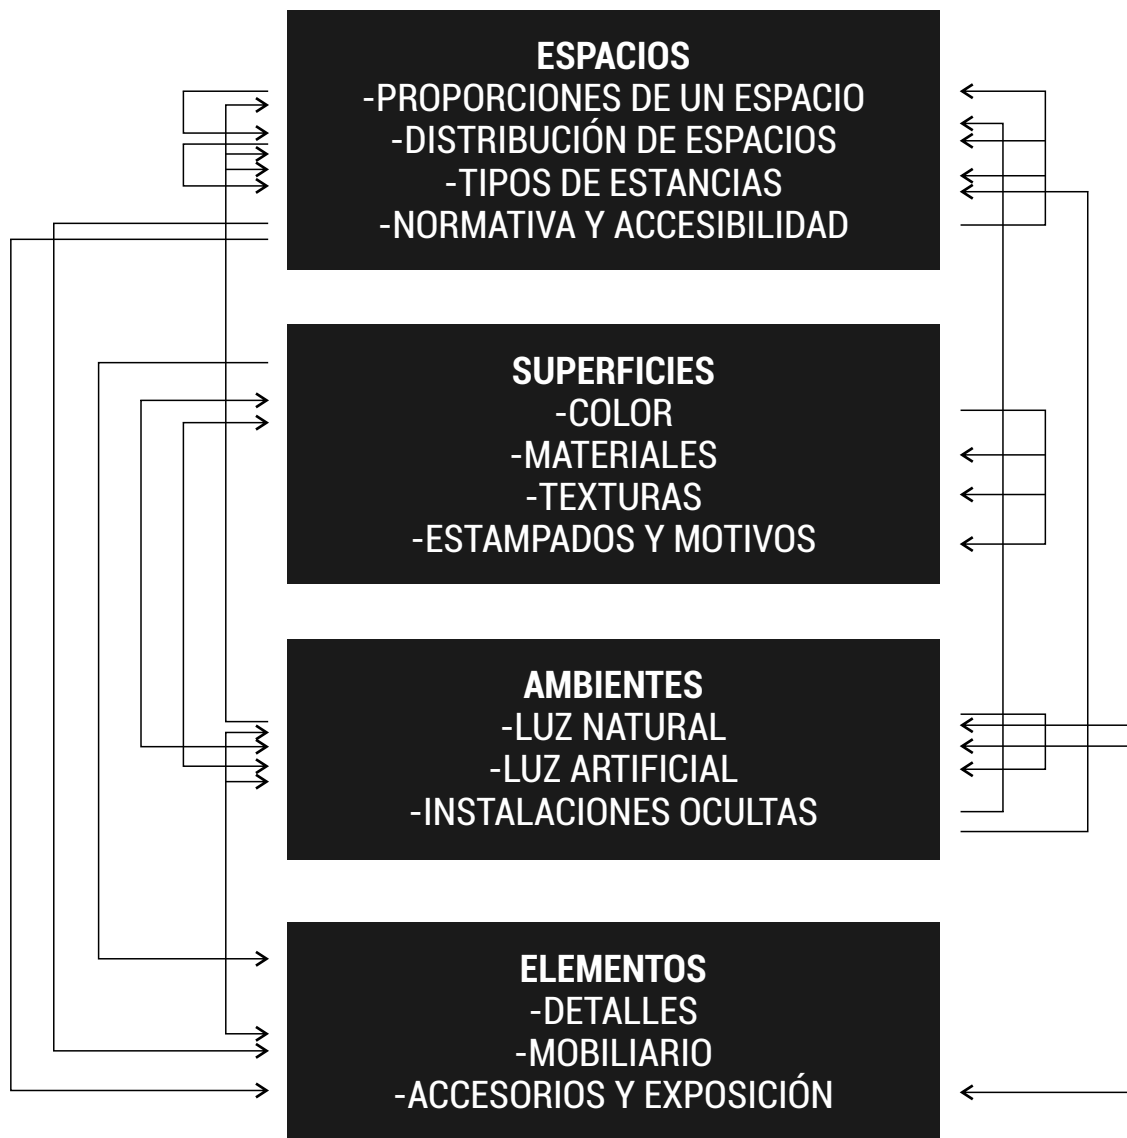 ESPACIOS
-PROPORCIONES DE UN ESPACIO
-DISTRIBUCIÓN DE ESPACIOS
-TIPOS DE ESTANCIAS
-NORMATIVA Y ACCESIBILIDAD
SUPERFICIES
-COLOR
-MATERIALES
-TEXTURAS
-ESTAMPADOS Y MOTIVOS
AMBIENTES
-LUZ NATURAL
-LUZ ARTIFICIAL
-INSTALACIONES OCULTAS
ELEMENTOS
-DETALLES
-MOBILIARIO
-ACCESORIOS Y EXPOSICIÓN